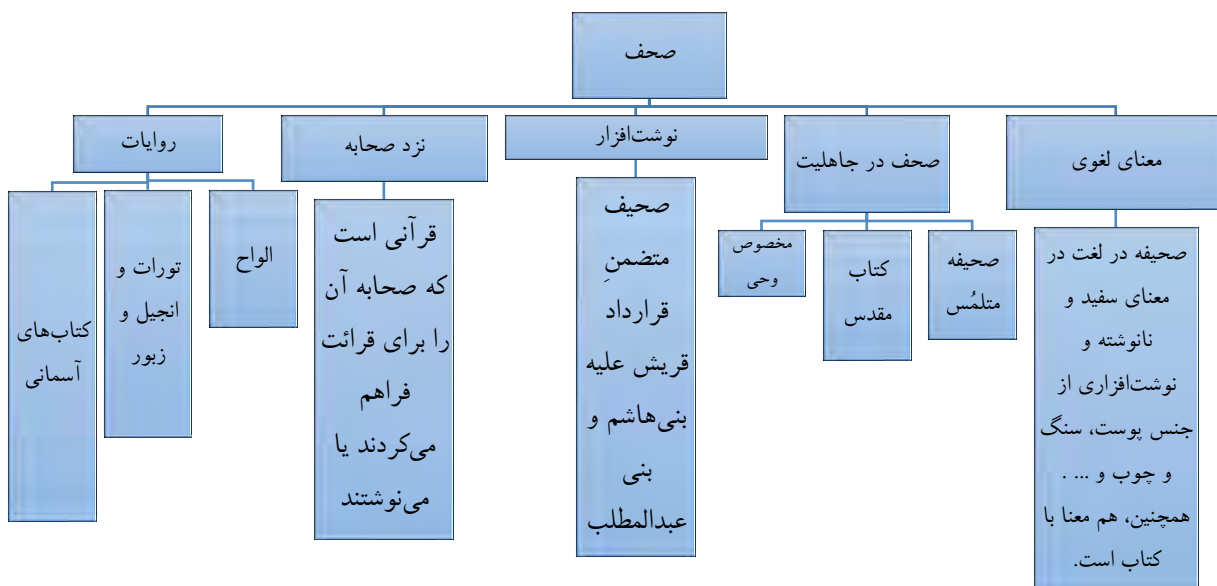 صحف
معنای لغوی
صحیفه در لغت در
معنای سفید و
نانوشته و
نوشت‌افزاری از
جنس پوست، سنگ
و چوب و ... .
همچنین، هم معنا با
کتاب است.
صحف در جاهلیت
صحیفه
متلمُس
کتاب
مقدس
مخصوص
وحی
نوشت‌افزار
صحیف
متضمنِ
قرارداد
قریش علیه
بنی‌هاشم و
بنی
عبدالمطلب
نزد صحابه
قرآنی است
که صحابه آن
را برای قرائت
فراهم
می‌کردند یا
می‌نوشتند
روایات
الواح
تورات و
انجیل و
زبور
کتاب‌های
آسمانی